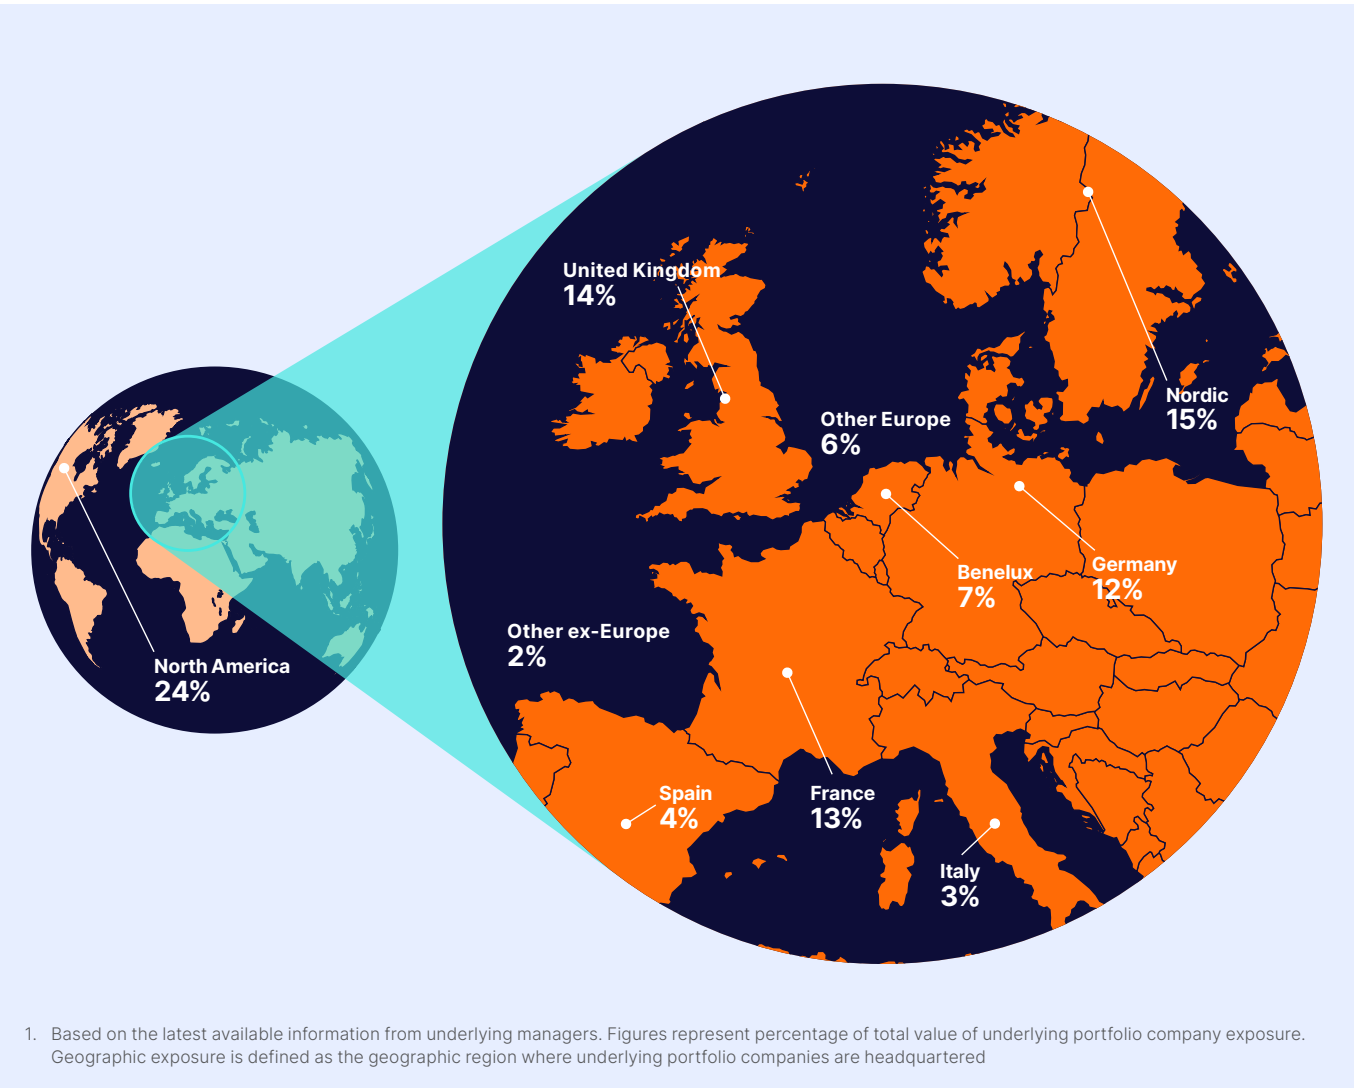 United Kingdom
14%
Nordic
15%
Other Europe
6%
Benelux
7%
Germany
12%
Other ex-Europe
2%
North America
24%
Spain
4%
France
13%
Italy
3%
1. Based on the latest available information from underlying managers. Figures represent percentage of total value of underlying portfolio company exposure.
Geographic exposure is defined as the geographic region where underlying portfolio companies are headquartered